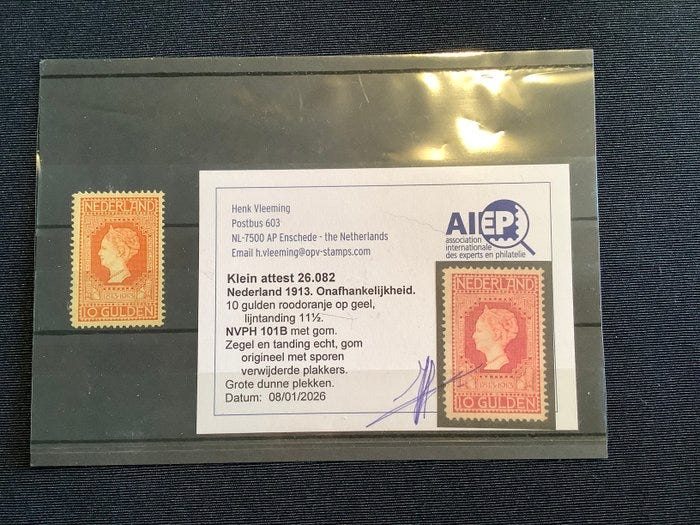 NEDERLAND
1813-1913
10 GULDEN
Henk Vleeming
Postbus 603
NL-7500 AP Enschede - the Netherlands
Email h.vleeming@opv-stamps.com
AIEP
association
internationale
des experts en philatelie
Klein attest 26.082
Nederland 1913. Onafhankelijkheid.
10 gulden roodoranje op geel,
lijntanding 11½.
NVPH 101B met gom.
Zegel en tanding echt, gom
origineel met sporen
verwijderde plakkers.
Grote dunne plekken.
Datum: 08/01/2026
NEDERLAND
1813-1913
10 GULDEN